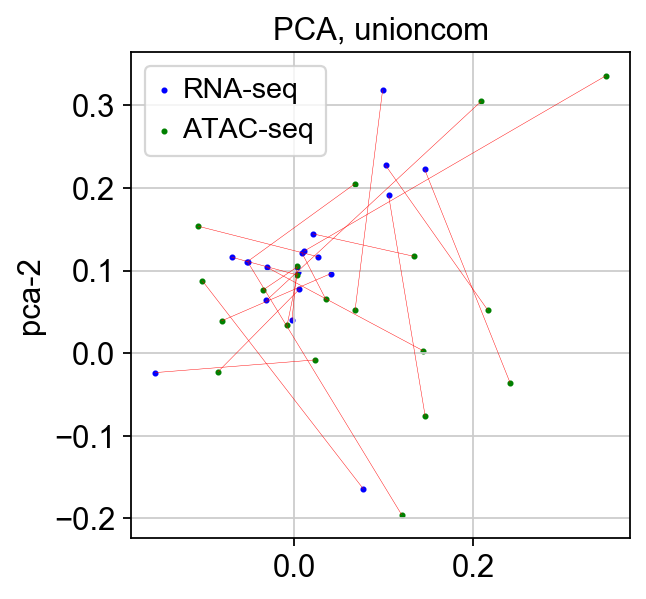 PCA, unioncom
RNA-seq
ATAC-seq
0.3
0.2
0.1
0.0
−0.1
−0.2
pca-2
0.0 0.2